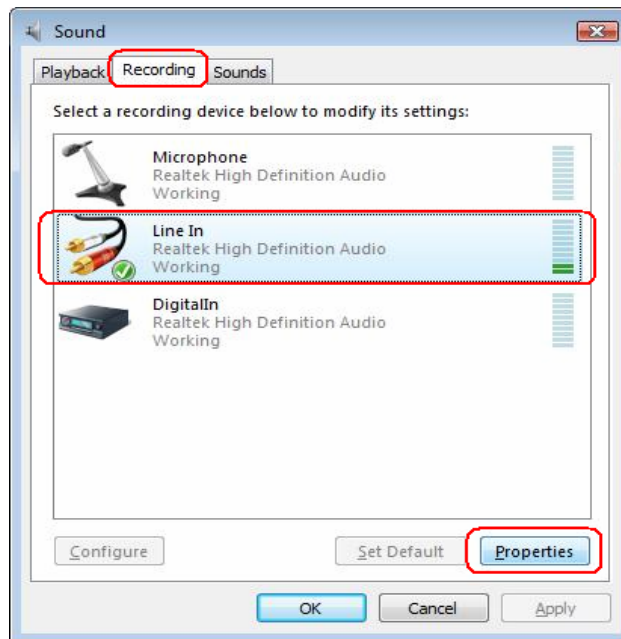 Sound
Playback Recording Sounds
Select a recording device below to modify its settings:
Microphone
Realtek High Definition Audio
Working
Line In
Realtek High Definition Audio
Working
DigitalIn
Realtek High Definition Audio
Working
Configure Set Default Properties
OK Cancel Apply